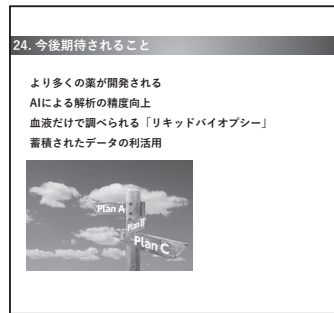 24. 今後期待されること
より多くの薬が開発される
AIによる解析の精度向上
血液だけで調べられる「リキッドバイオプシー」
蓄積されたデータの利活用
Plan A
Plan B
Plan C